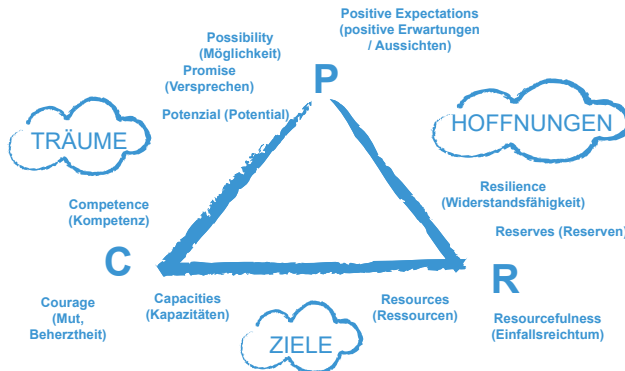 Positive Expectations
(positive Erwartungen
/ Aussichten)
Possibility
(Möglichkeit)
Promise
(Versprechen)
P
Potenzial (Potential)
TRÄUME
HOFFNUNGEN
Resilience
(Widerstandsfähigkeit)
Competence
(Kompetenz)
Reserves (Reserven)
C
R
Courage
(Mut,
Beherztheit)
Capacities
(Kapazitäten)
Resources
(Ressourcen)
Resourcefulness
(Einfallsreichtum)
ZIELE